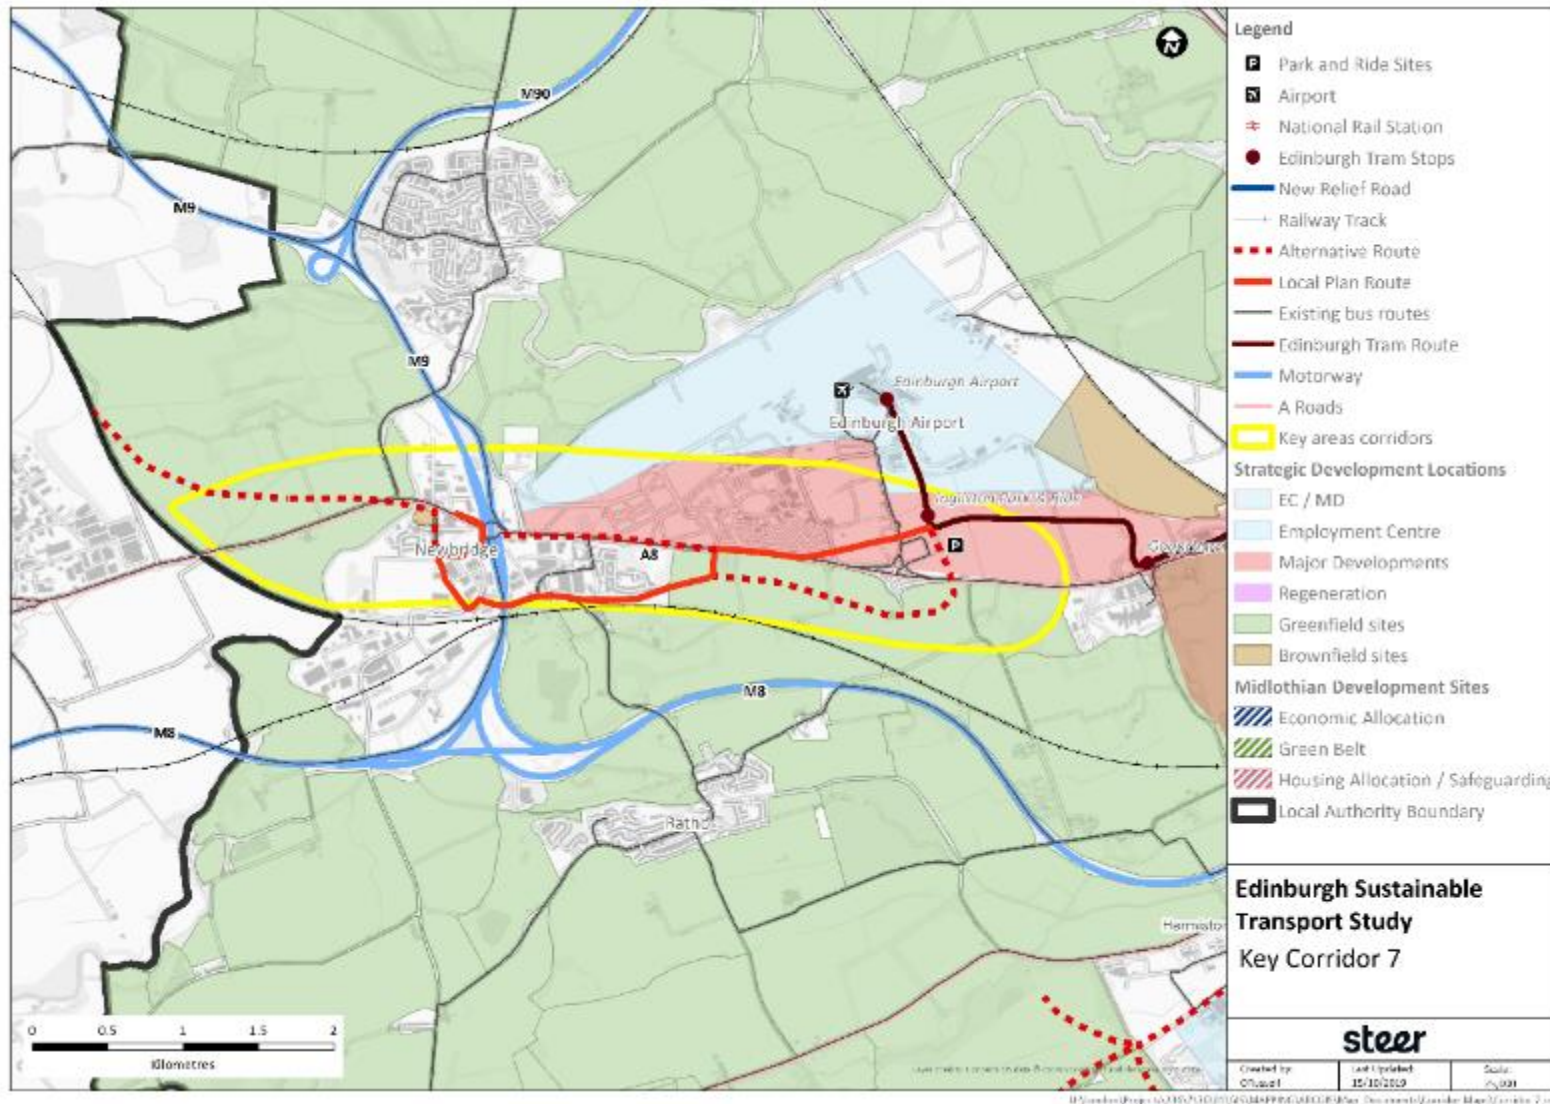 M90
M9
M9
Edinburgh Airport
Edinburgh Airport
Newbridge
A8
M8
M8
Ratho
Harmiston
0 0.5 1 1.5 2
Kilometres
Legend
Park and Ride Sites
Airport
National Rail Station
Edinburgh Tram Stops
New Relief Road
Railway Track
Alternative Route
Local Plan Route
Existing bus routes
Edinburgh Tram Route
Motorway
A Roads
Key areas corridors
Strategic Development Locations
EC / MD
Employment Centre
Major Developments
Regeneration
Greenfield sites
Brownfield sites
Midlothian Development Sites
Economic Allocation
Green Belt
Housing Allocation / Safeguarding
Local Authority Boundary
Edinburgh Sustainable
Transport Study
Key Corridor 7
steer
Created by:
Last Updated:
15/10/2019
Scale: